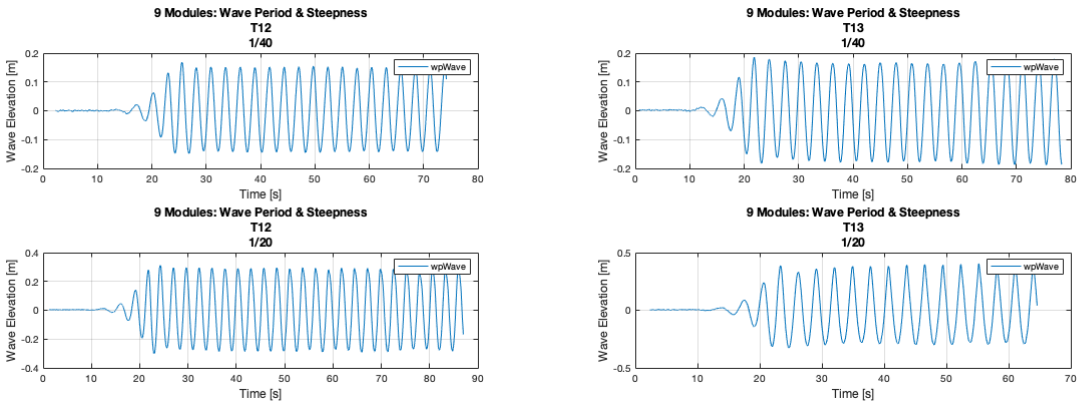 9 Modules: Wave Period & Steepness
T12
1/40
wpWave
Wave Elevation [m]
0.2
0.1
0
-0.1
-0.2
0 10 20 30 40 50 60 70 80
Time [s]
9 Modules: Wave Period & Steepness
T13
1/40
wpWave
Wave Elevation [m]
0.2
0.1
0
-0.1
-0.2
0 10 20 30 40 50 60 70 80
Time [s]
9 Modules: Wave Period & Steepness
T12
1/20
wpWave
Wave Elevation [m]
0.4
0.2
0
-0.2
-0.4
0 10 20 30 40 50 60 70 80 90
Time [s]
9 Modules: Wave Period & Steepness
T13
1/20
wpWave
Wave Elevation [m]
0.5
0
-0.5
0 10 20 30 40 50 60 70
Time [s]